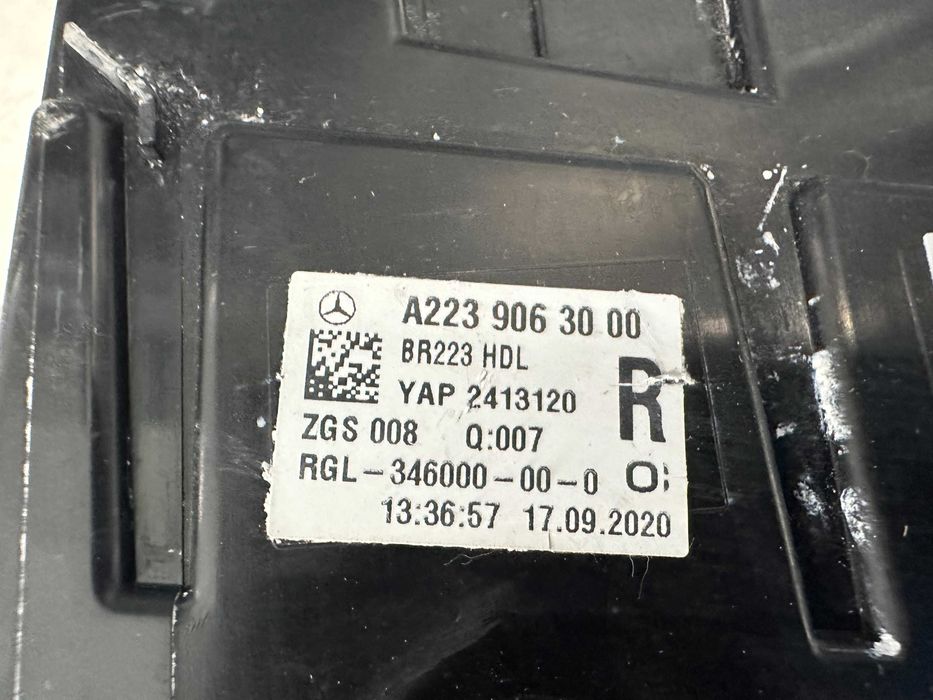 A223 906 30 00
BR223 HDL
YAP 2413120
R
ZGS 008 Q:007
RGL-346000-00-0
13:36:57 17.09.2020